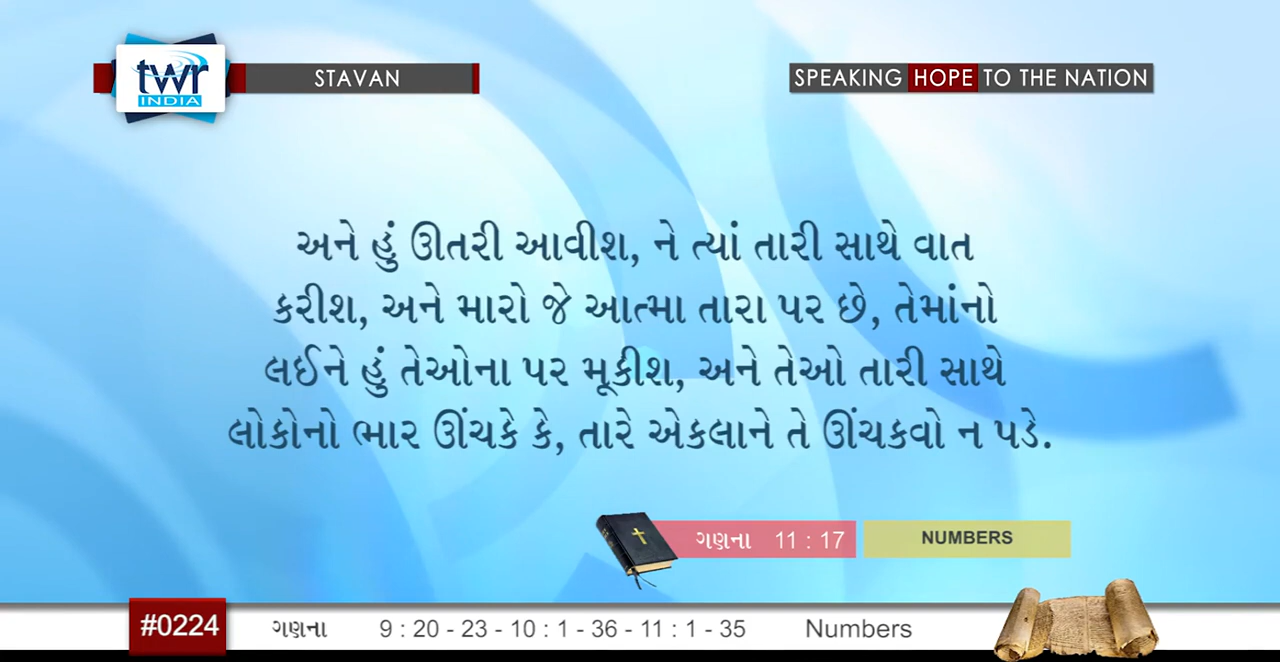 twr
INDIA
STAVAN
SPEAKING HOPE TO THE NATION
અને હું ઊતરી આવીશ, ને ત્યાં તારી સાથે વાત
કરીશ, અને મારો જે આત્મા તારા પર છે, તેમાંનો
લઈને હું તેઓના પર મૂકીશ, અને તેઓ તારી સાથે
લોકોનો ભાર ઊંચકે કે, તારે એકલાને તે ઊંચકવો ન પડે.
ગણના 11 : 17 NUMBERS
#0224 ગણના 9 : 20 - 23 - 10 : 1 - 36 - 11 : 1 - 35 Numbers